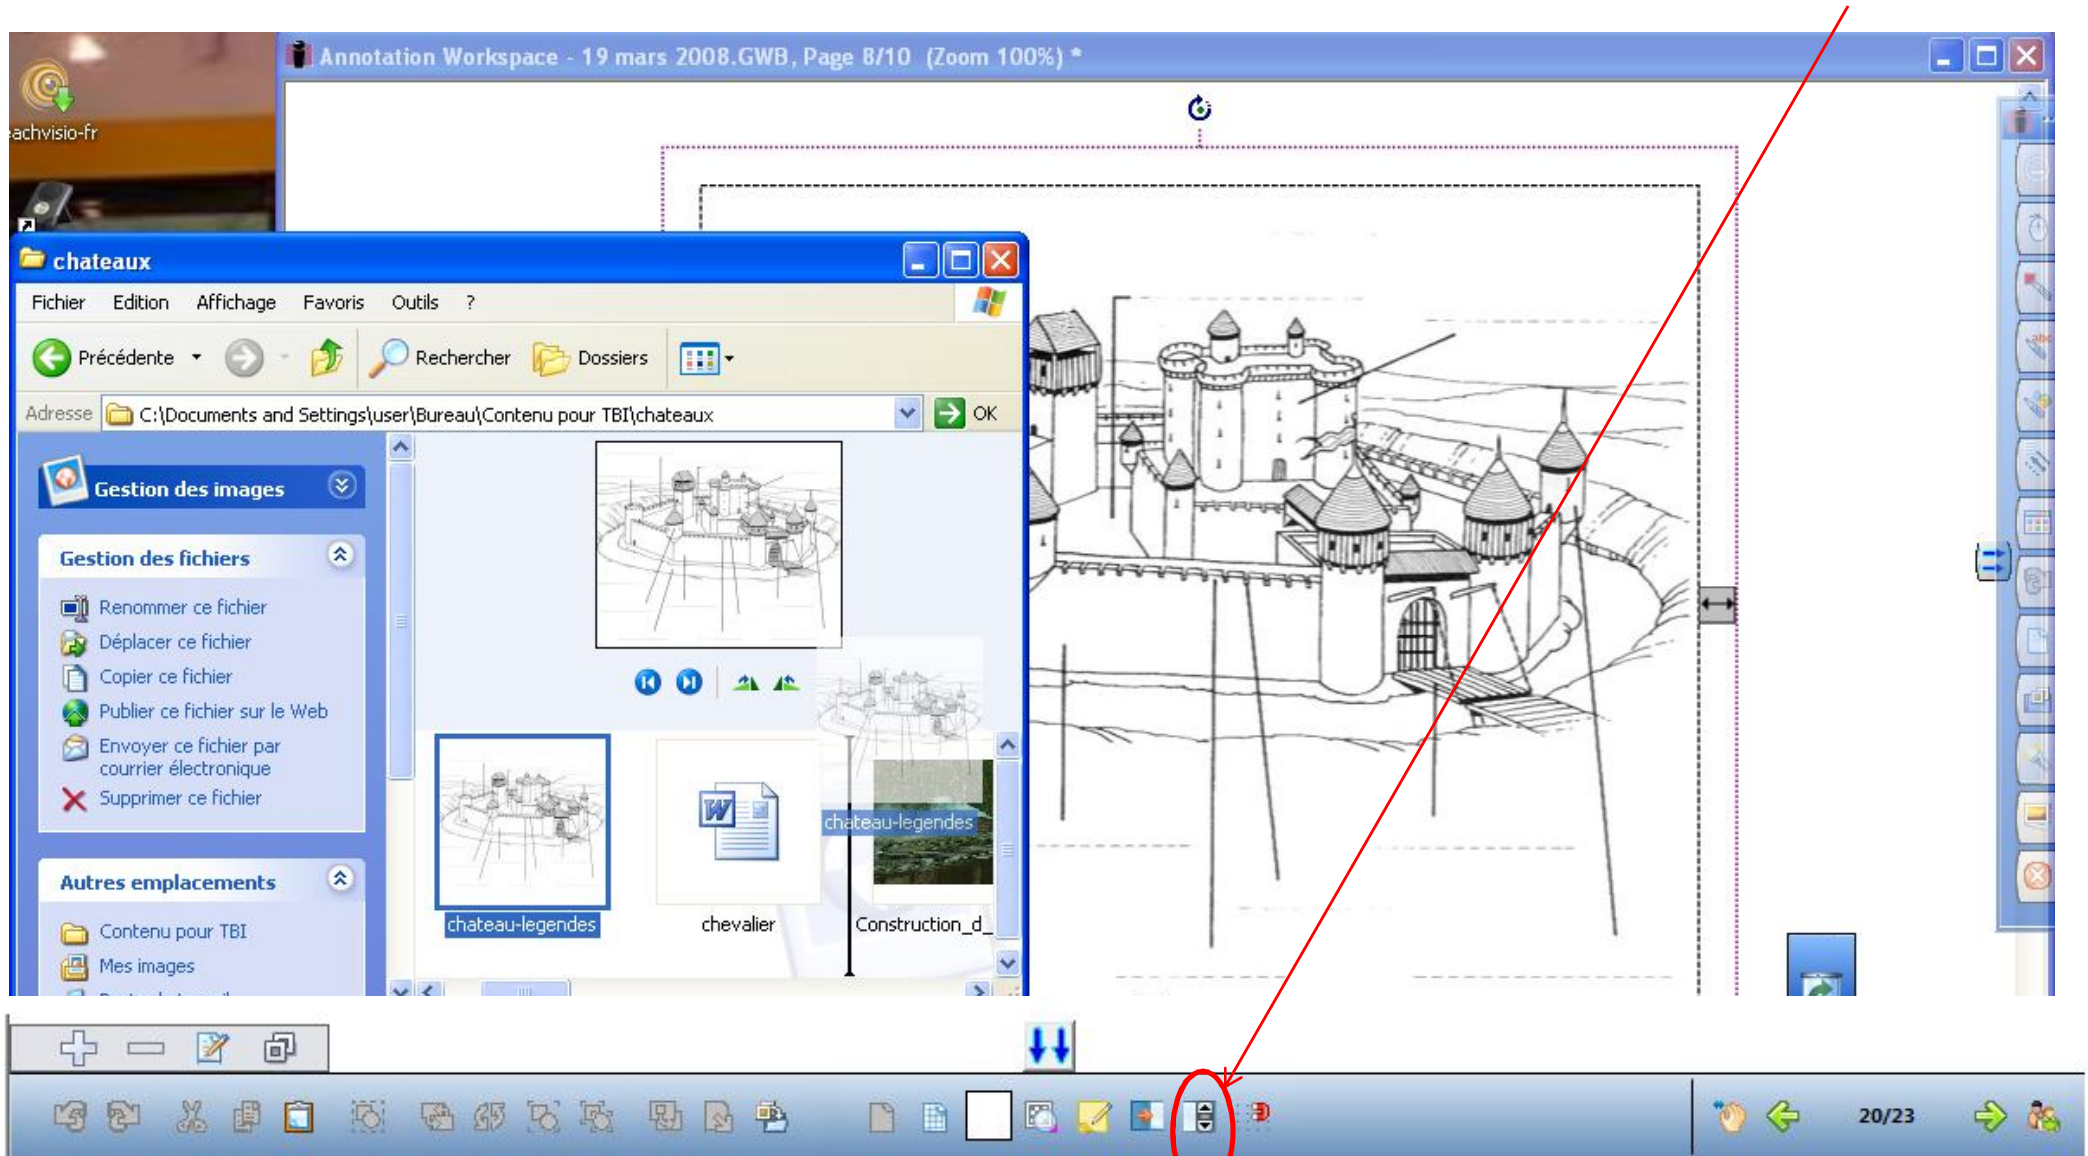 Annotation Workspace - 19 mars 2008.GWB, Page 8/10 (Zoom 100%) *
eachvisio-fr
chateaux
Fichier Edition Affichage Favoris Outils ?
Précédente Rechercher Dossiers
Adresse C:\Documents and Settings\user\Bureau\Contenu pour TBI\chateaux OK
Gestion des images
Gestion des fichiers
Renommer ce fichier
Déplacer ce fichier
Copier ce fichier
Publier ce fichier sur le Web
Envoyer ce fichier par
courrier électronique
Supprimer ce fichier
Autres emplacements
Contenu pour TBI
Mes images
chateau-legendes
chateau-legendes
chevalier
Construction_d_
abc
20/23